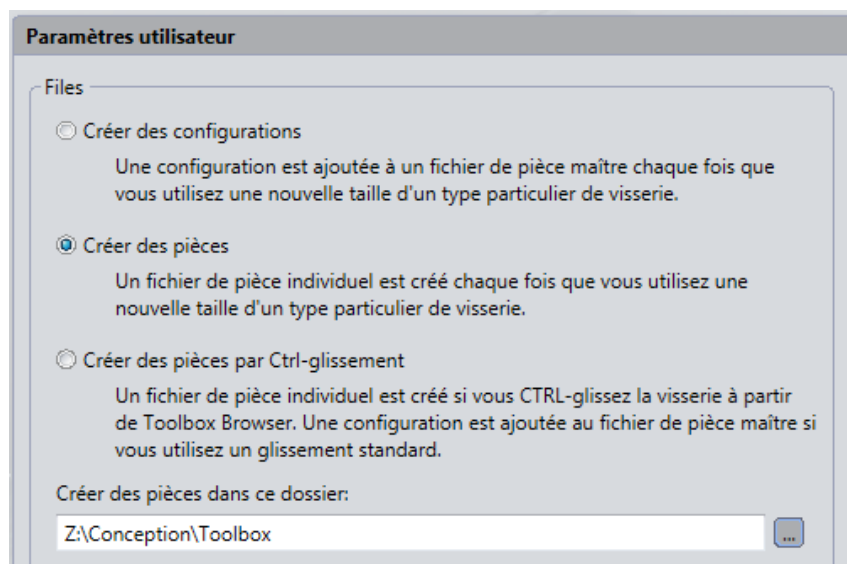 Paramètres utilisateur
Files
Créer des configurations
Une configuration est ajoutée à un fichier de pièce maître chaque fois que
vous utilisez une nouvelle taille d'un type particulier de visserie.
Créer des pièces
Un fichier de pièce individuel est créé chaque fois que vous utilisez une
nouvelle taille d'un type particulier de visserie.
Créer des pièces par Ctrl-glissement
Un fichier de pièce individuel est créé si vous CTRL-glissez la visserie à partir
de Toolbox Browser. Une configuration est ajoutée au fichier de pièce maître si
vous utilisez un glissement standard.
Créer des pièces dans ce dossier:
Z:\Conception\Toolbox
...